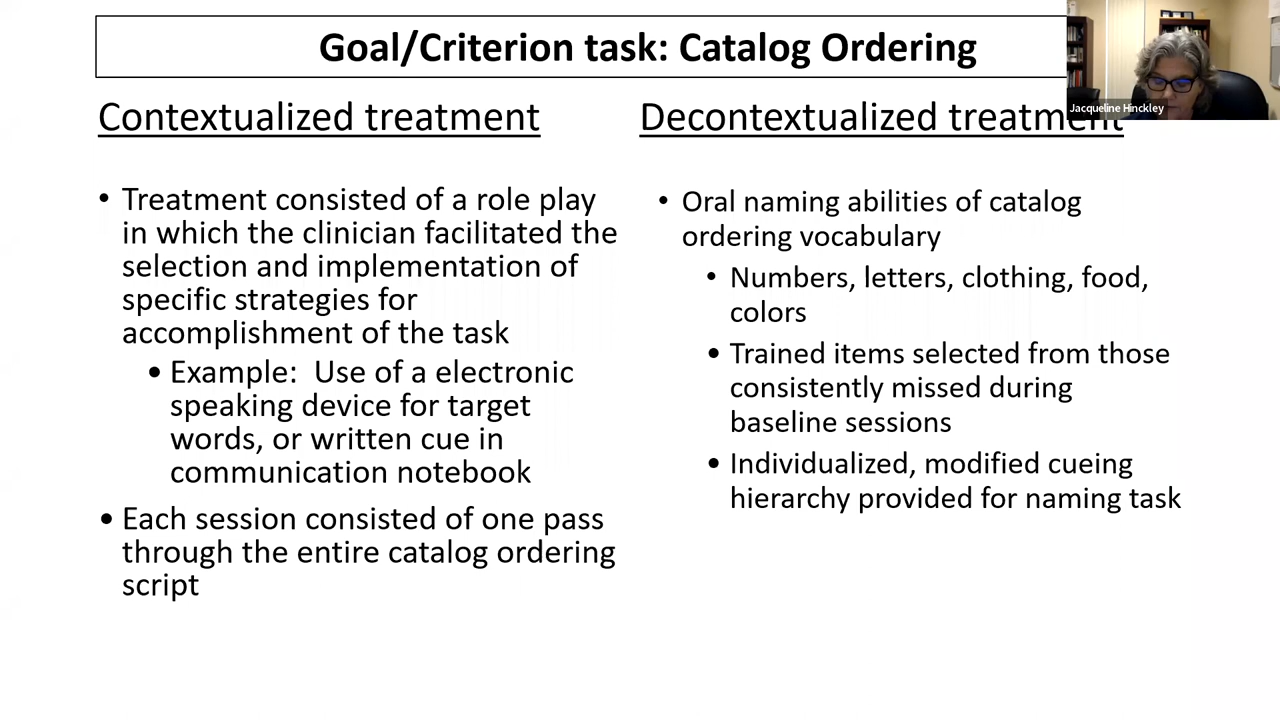 Goal/Criterion task: Catalog Ordering
Jacqueline Hinckley
Contextualized treatment
• Treatment consisted of a role play
in which the clinician facilitated the
selection and implementation of
specific strategies for
accomplishment of the task
• Example:  Use of a electronic
speaking device for target
words, or written cue in
communication notebook
• Each session consisted of one pass
through the entire catalog ordering
script
Decontextualized treatment
• Oral naming abilities of catalog
ordering vocabulary
• Numbers, letters, clothing, food,
colors
• Trained items selected from those
consistently missed during
baseline sessions
• Individualized, modified cueing
hierarchy provided for naming task